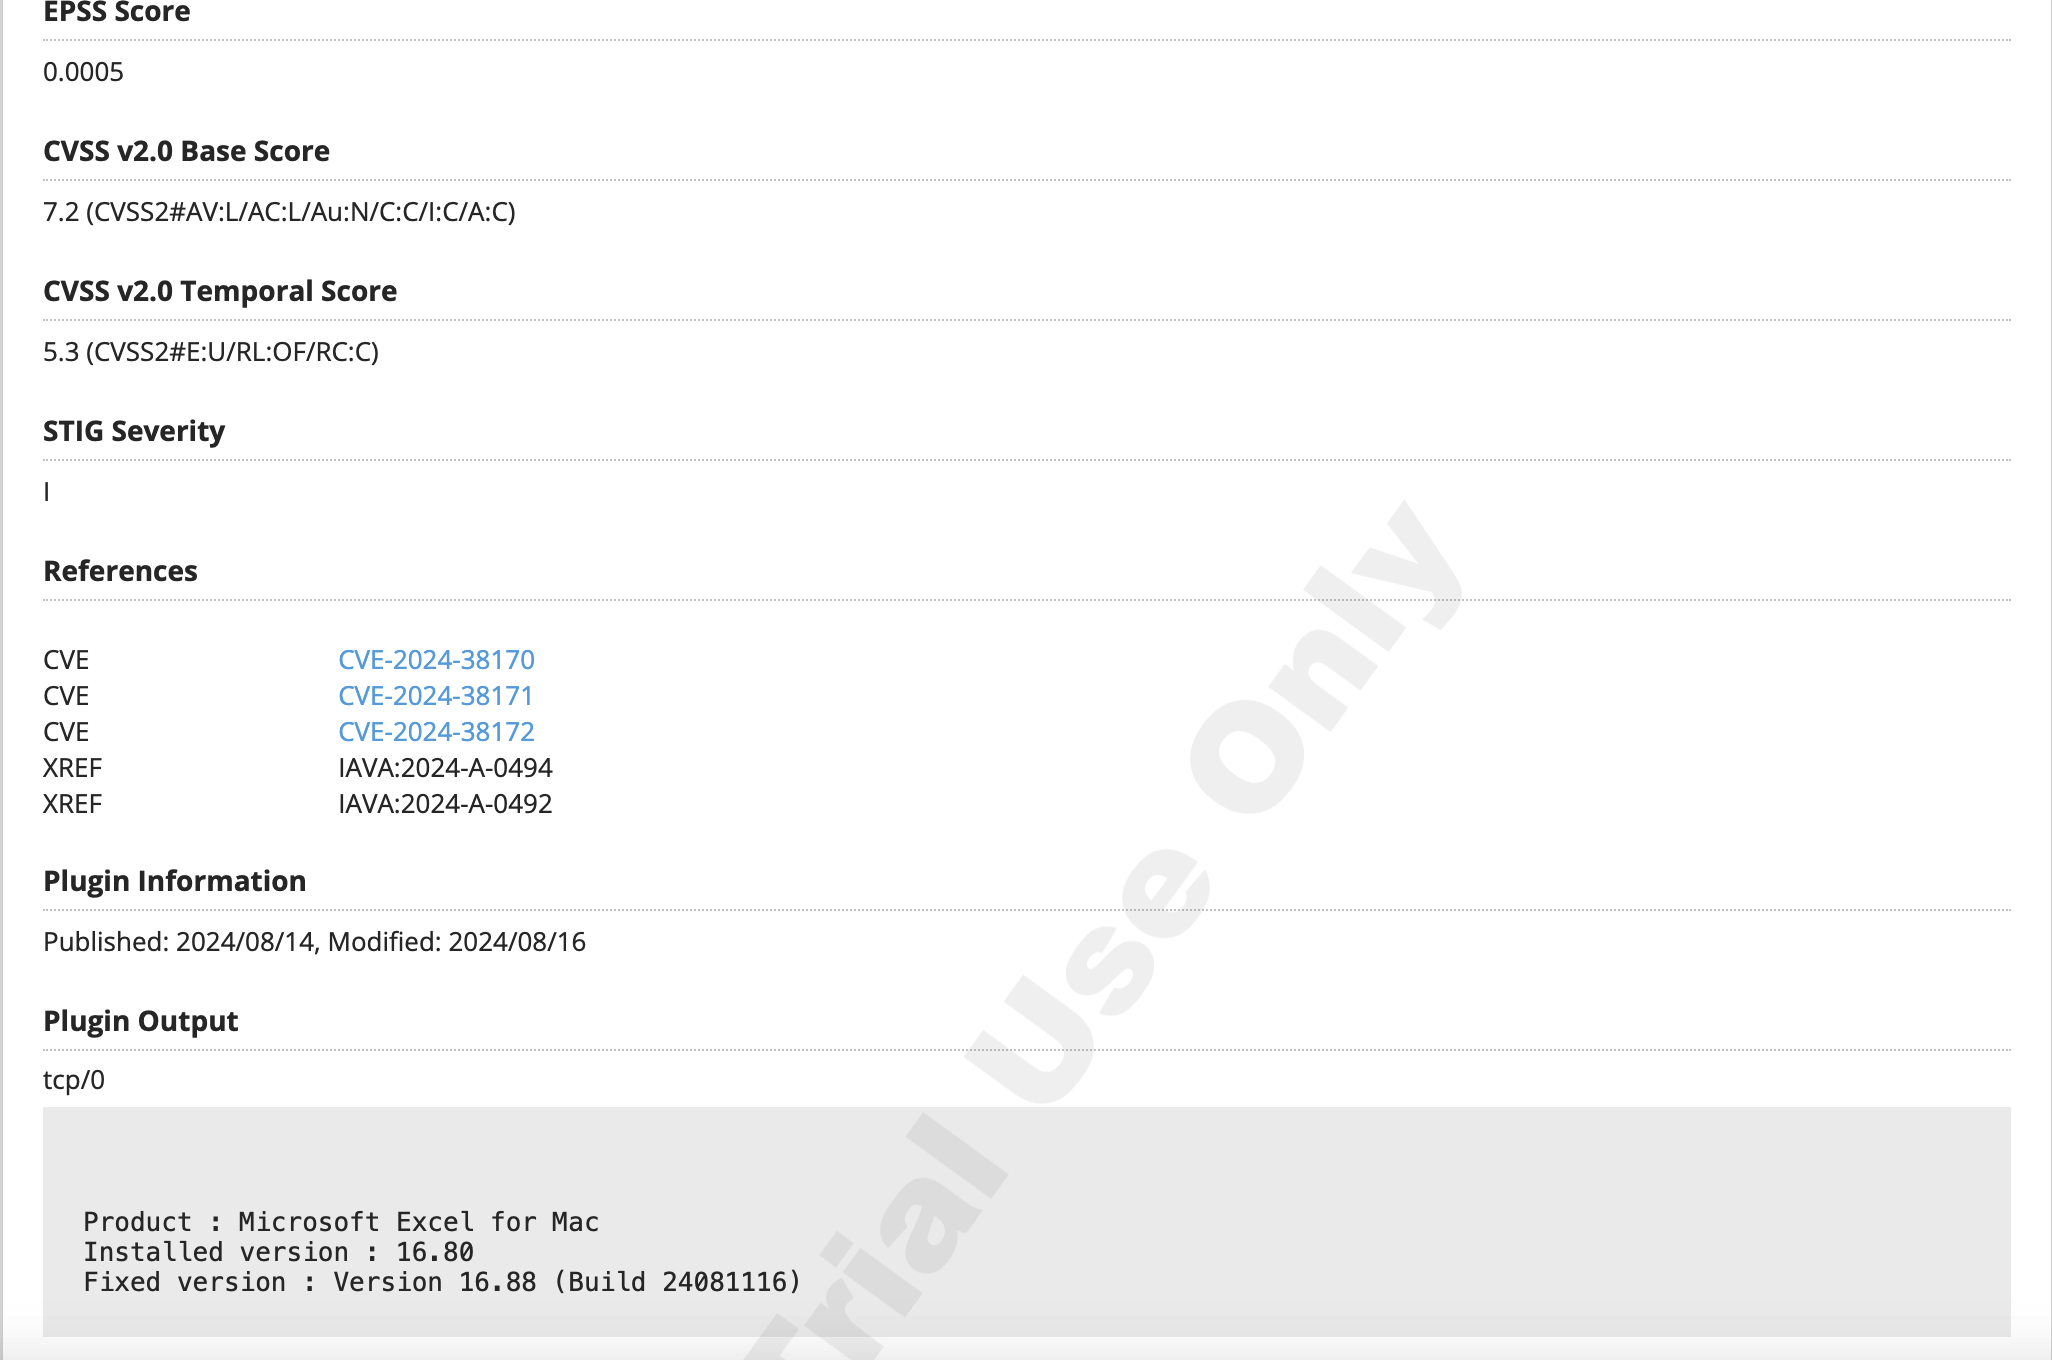 EPSS Score
0.0005
CVSS v2.0 Base Score
7.2 (CVSS2#AV:L/AC:L/Au:N/C:C/I:C/A:C)
CVSS v2.0 Temporal Score
5.3 (CVSS2#E:U/RL:OF/RC:C)
STIG Severity
I
References
CVE CVE-2024-38170
CVE CVE-2024-38171
CVE CVE-2024-38172
XREF IAVA:2024-A-0494
XREF IAVA:2024-A-0492
Plugin Information
Published: 2024/08/14, Modified: 2024/08/16
Plugin Output
tcp/0
Product : Microsoft Excel for Mac
Installed version : 16.80
Fixed version : Version 16.88 (Build 24081116)
Trial Use Only